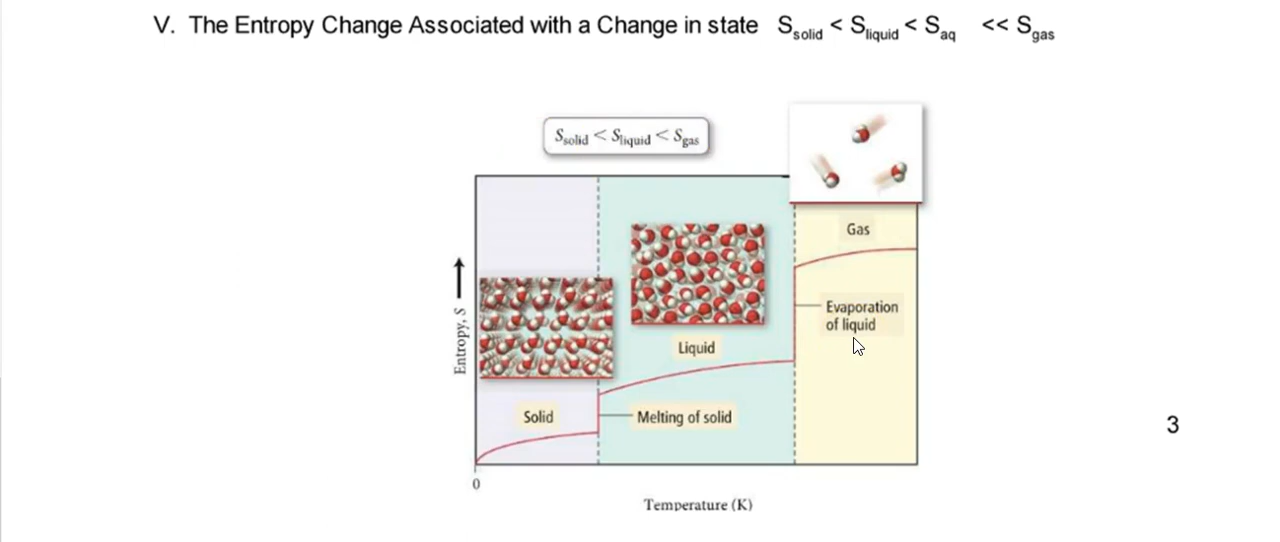 V. The Entropy Change Associated with a Change in state S_solid < S_liquid < S_aq << S_gas
S_solid < S_liquid < S_gas
Gas
Evaporation
of liquid
Liquid
Entropy, S
Solid
Melting of solid
3
0
Temperature (K)